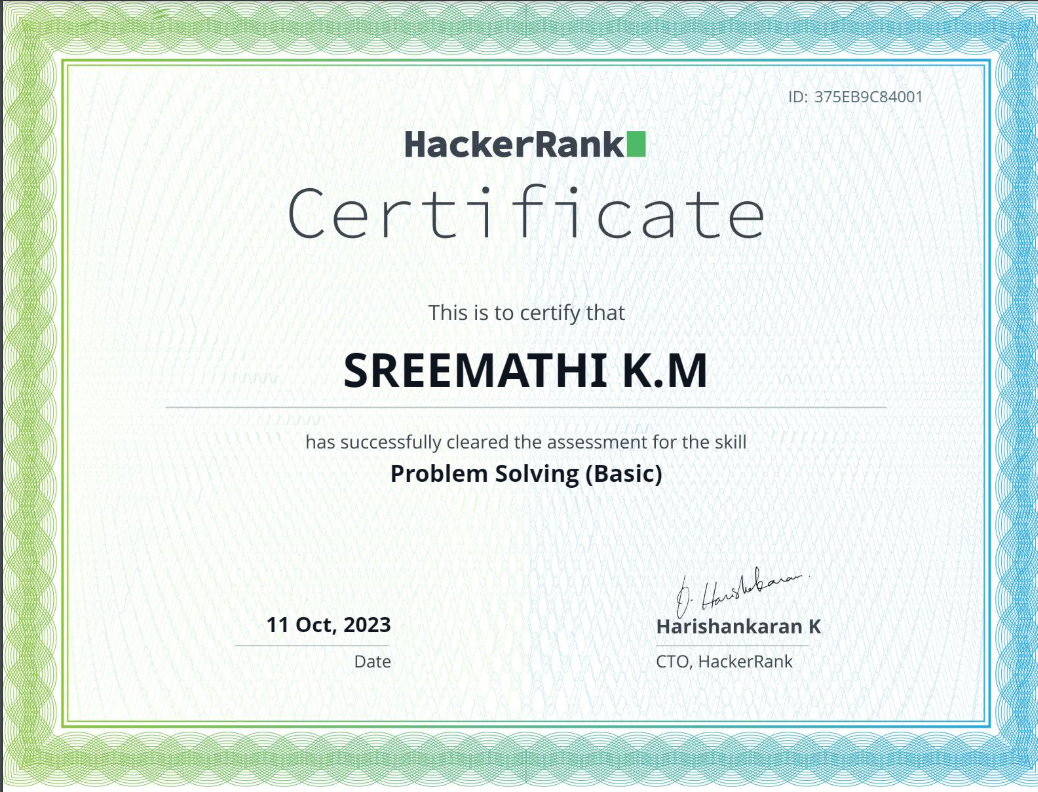 ID: 375EB9C84001
HackerRank
Certificate
This is to certify that
SREEMATHI K.M
has successfully cleared the assessment for the skill
Problem Solving (Basic)
11 Oct, 2023
Date
Harishankaran K
CTO, HackerRank